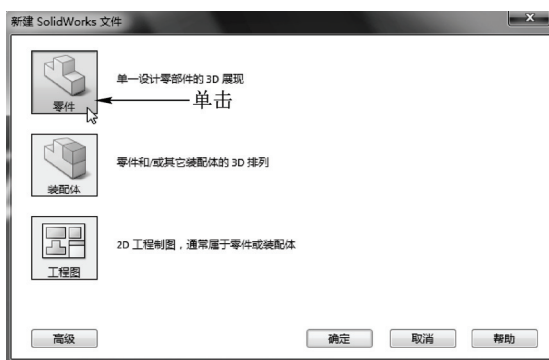 新建 SolidWorks 文件
单一设计零部件的 3D 展现
零件
单击
零件和/或其它装配体的 3D 排列
装配体
2D 工程制图，通常属于零件或装配体
工程图
高级 确定 取消 帮助